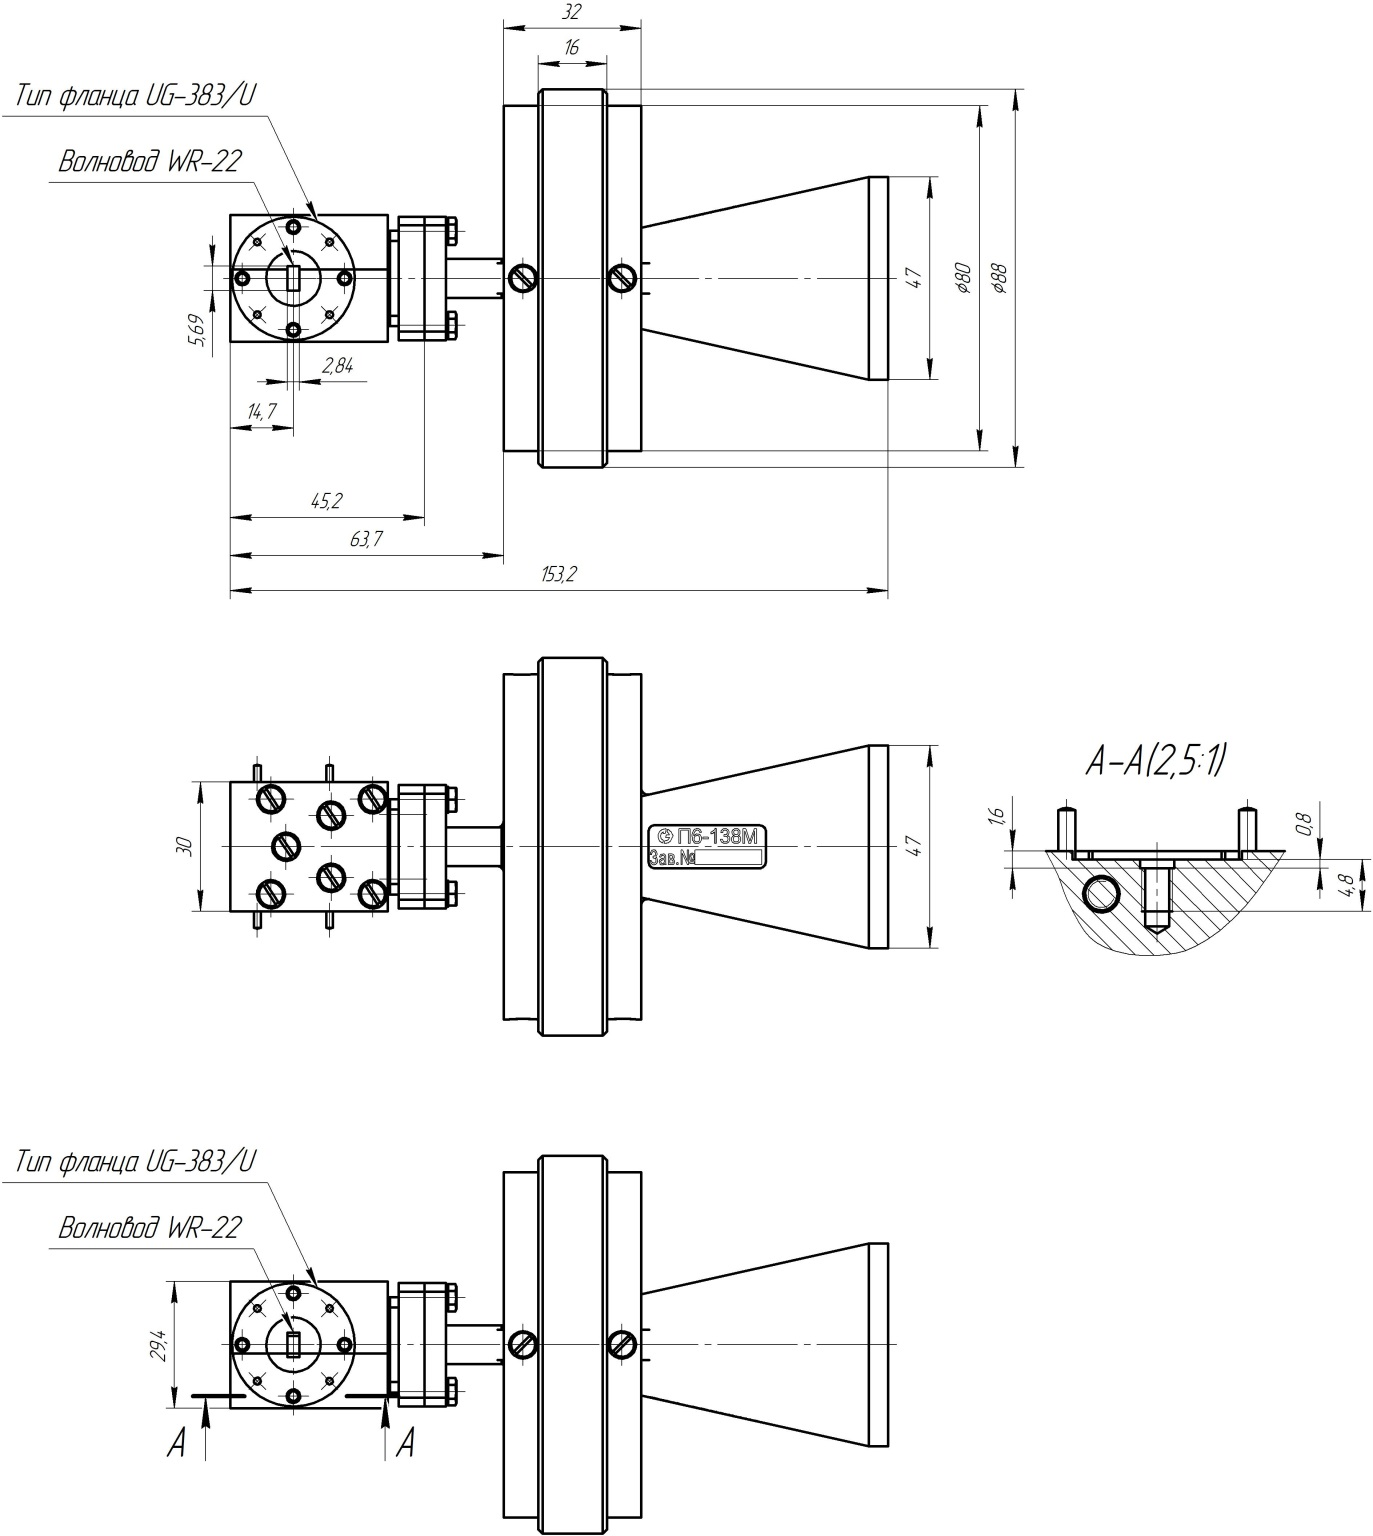 32
16
Тип фланца UG-383/U
Волновод WR-22
5,69
2,84
14,7
47
⌀80
⌀88
45,2
63,7
153,2
30
П6-138М
Зав.№
47
А-А(2,5:1)
1,6
0,8
4,8
Тип фланца UG-383/U
Волновод WR-22
29,4
А
А